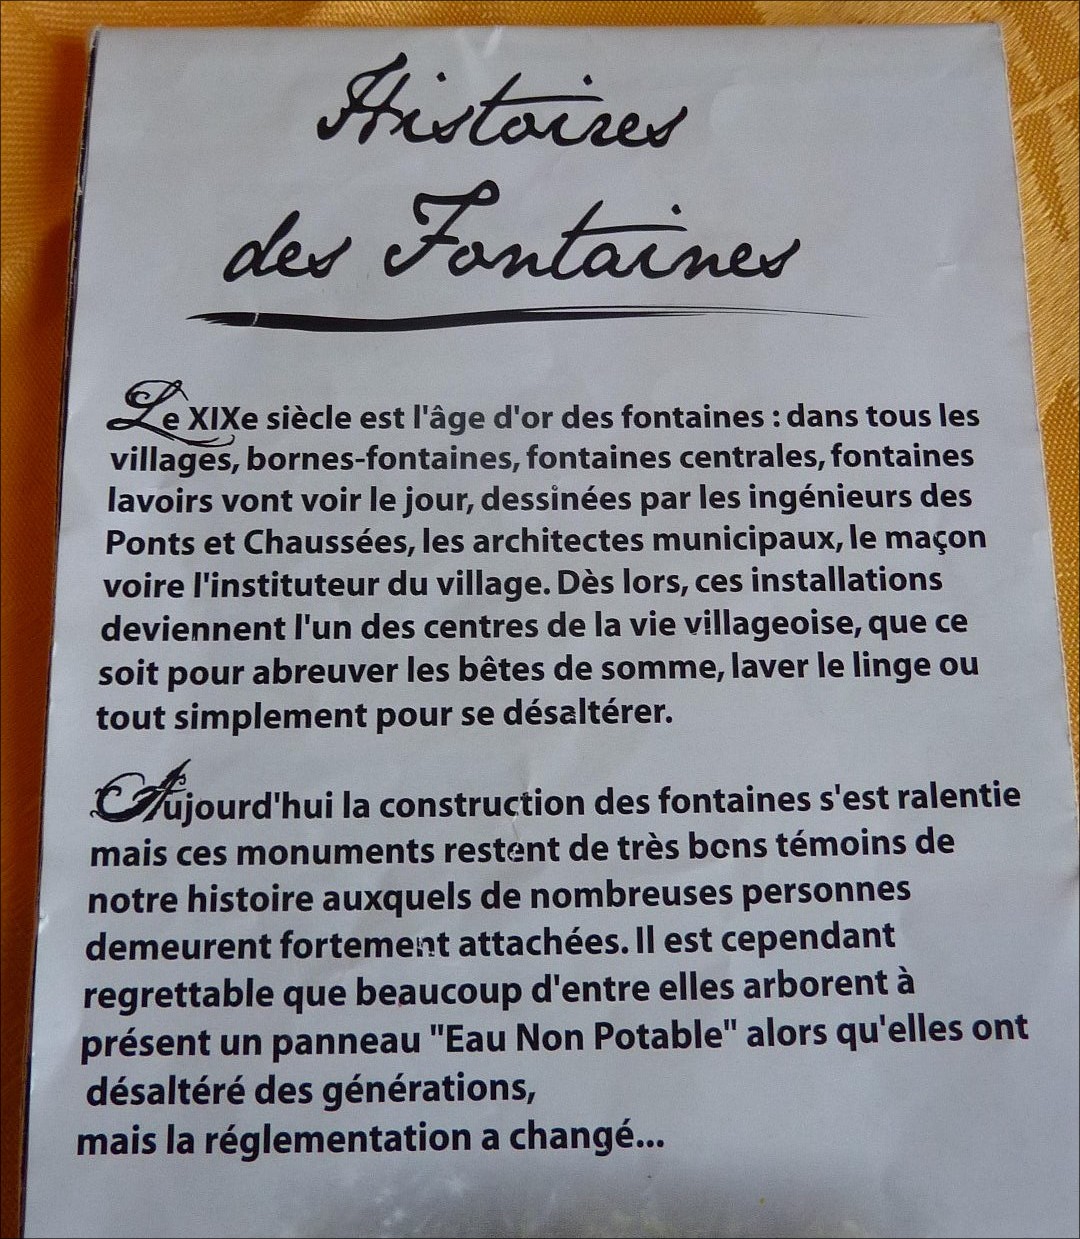 Histoires
des Fontaines
Le XIXe siècle est l'âge d'or des fontaines : dans tous les
villages, bornes-fontaines, fontaines centrales, fontaines
lavoirs vont voir le jour, dessinées par les ingénieurs des
Ponts et Chaussées, les architectes municipaux, le maçon
voire l'instituteur du village. Dès lors, ces installations
deviennent l'un des centres de la vie villageoise, que ce
soit pour abreuver les bêtes de somme, laver le linge ou
tout simplement pour se désaltérer.
Aujourd'hui la construction des fontaines s'est ralentie
mais ces monuments restent de très bons témoins de
notre histoire auxquels de nombreuses personnes
demeurent fortement attachées. Il est cependant
regrettable que beaucoup d'entre elles arborent à
présent un panneau "Eau Non Potable" alors qu'elles ont
désaltéré des générations,
mais la réglementation a changé...